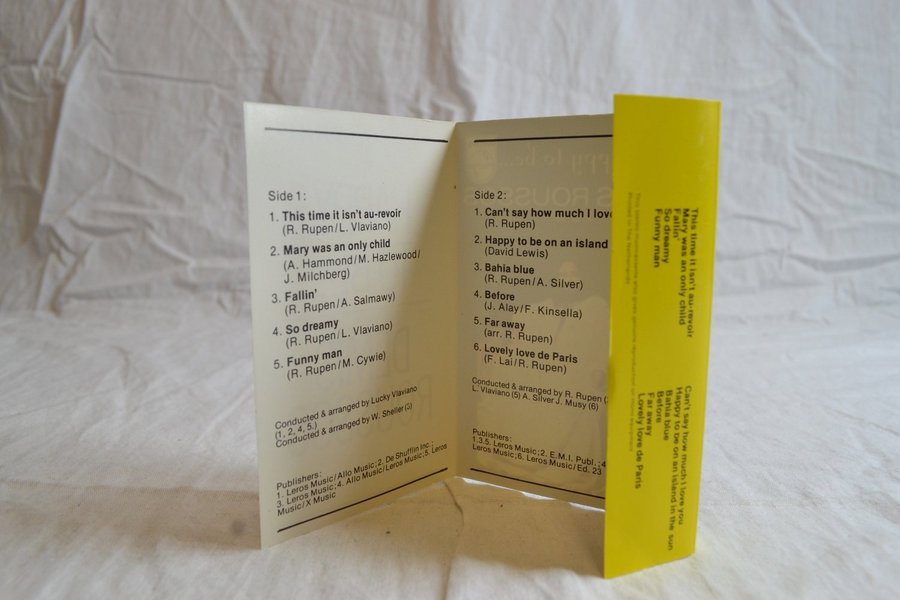 Side 1:
1. This time it isn't au-revoir
(R. Rupen/L. Vlaviano)
2. Mary was an only child
(A. Hammond/M. Hazlewood/
J. Milchberg)
3. Fallin'
(R. Rupen/A. Salmawy)
4. So dreamy
(R. Rupen/L. Vlaviano)
5. Funny man
(R. Rupen/M. Cywie)
Conducted & arranged by Lucky Vlaviano
(1, 2, 4, 5.)
Conducted & arranged by W. Sheller (3)
Publishers:
1. Leros Music/Allo Music; 2. De Shufflin Inc.;
3. Leros Music; 4. Allo Music/Leros Music; 5. Leros
Music/X Music
Side 2:
1. Can't say how much I love
(R. Rupen)
2. Happy to be on an island
(David Lewis)
3. Bahia blue
(R. Rupen/A. Silver)
4. Before
(J. Alay/F. Kinsella)
5. Far away
(arr. R. Rupen)
6. Lovely love de Paris
(F. Lai/R. Rupen)
Conducted & arranged by R. Rupen
L. Vlaviano (5) A. Silver J. Musy (6)
Publishers:
1.3.5. Leros Music; 2. E.M.I. Publ.; 4
Leros Music; 6. Leros Music/Ed. 23
This time it isn't au-revoir
Mary was an only child
Fallin'
So dreamy
Funny man
Can't say how much I love you
Happy to be on an island in the sun
Bahia blue
Before
Far away
Lovely love de Paris
Printed in The Netherlands